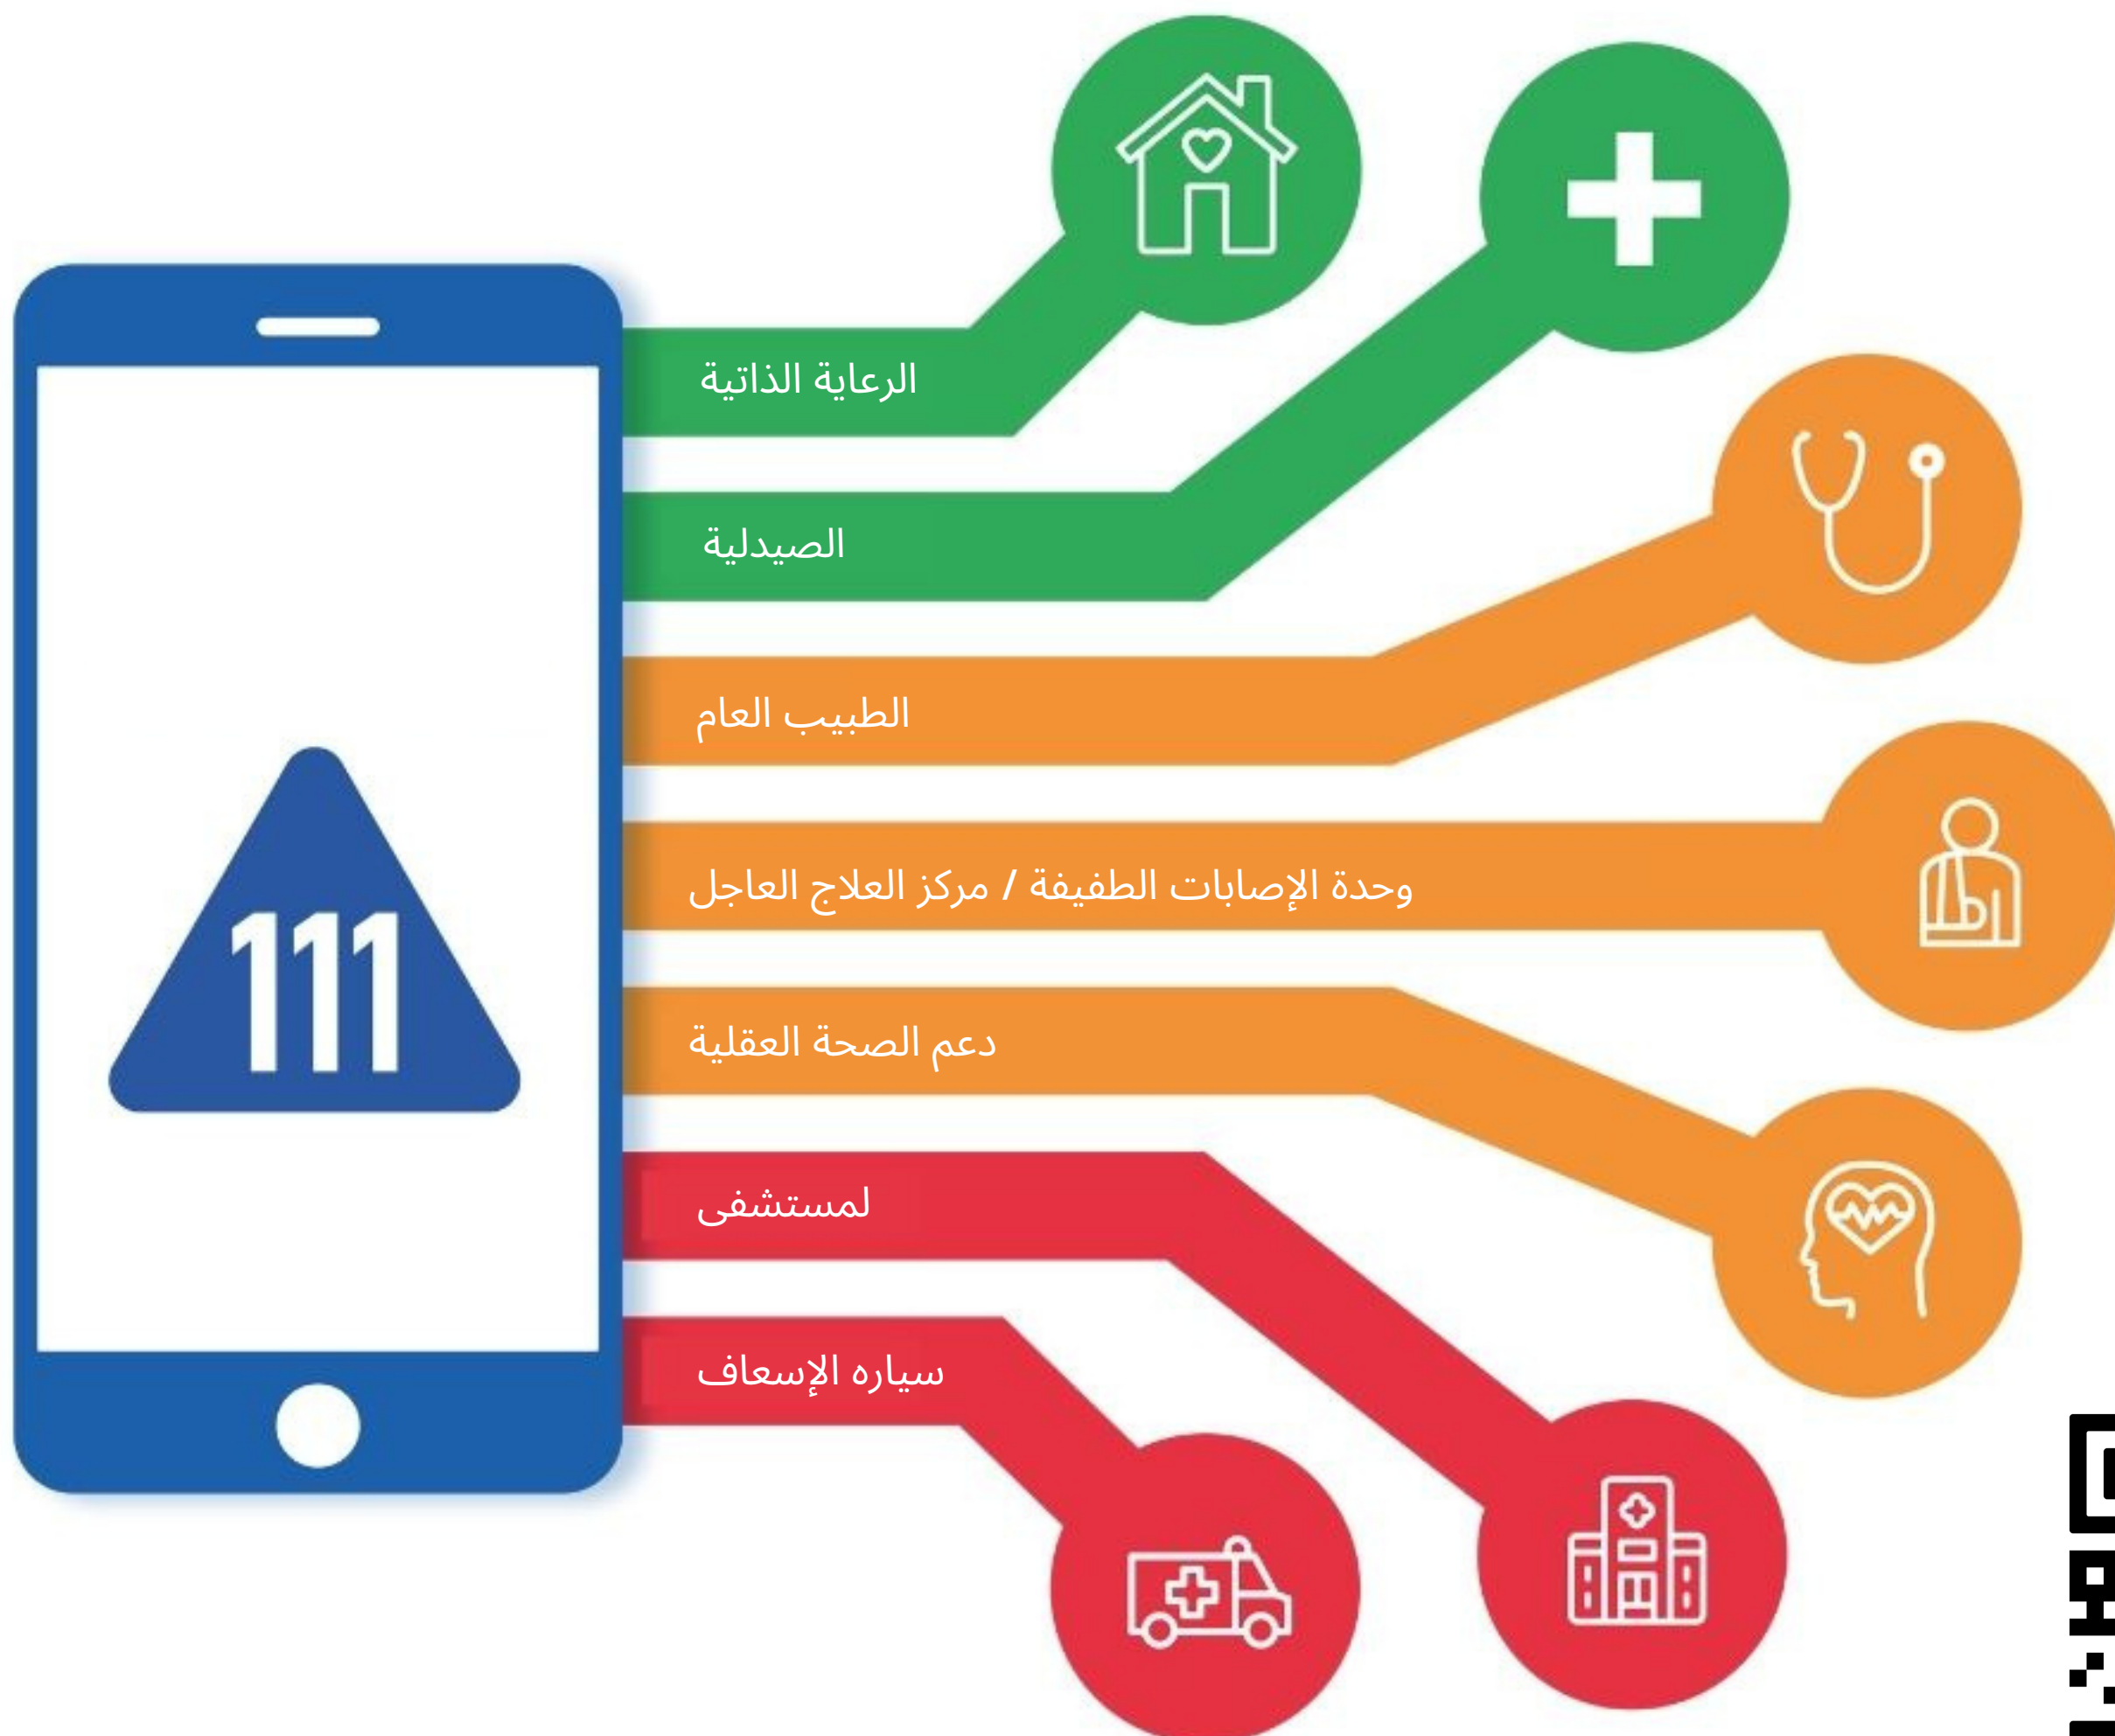 111
الرعاية الذاتية
الصيدلية
الطبيب العام
وحدة الإصابات الطفيفة / مركز العلاج العاجل
دعم الصحة العقلية
لمستشفى
سياره الإسعاف